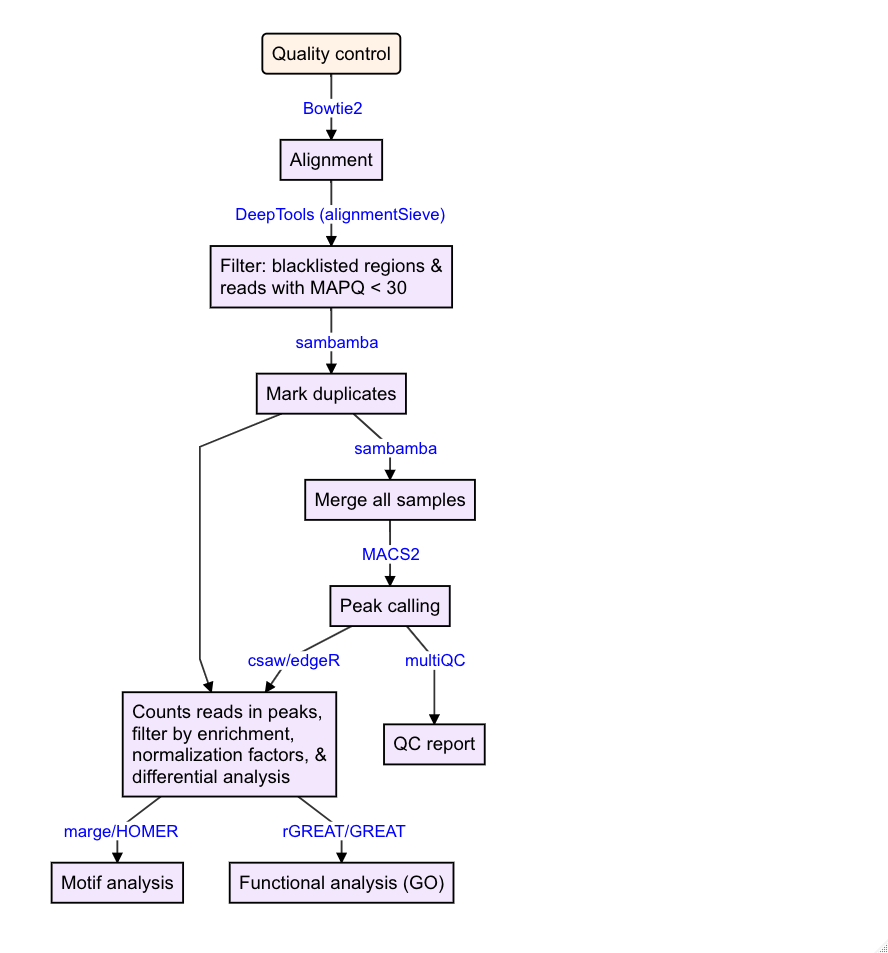 Quality control
Bowtie2
Alignment
DeepTools (alignmentSieve)
Filter: blacklisted regions &
reads with MAPQ < 30
sambamba
Mark duplicates
sambamba
Merge all samples
MACS2
Peak calling
csaw/edgeR
multiQC
Counts reads in peaks,
filter by enrichment,
normalization factors, &
differential analysis
QC report
marge/HOMER
rGREAT/GREAT
Motif analysis
Functional analysis (GO)